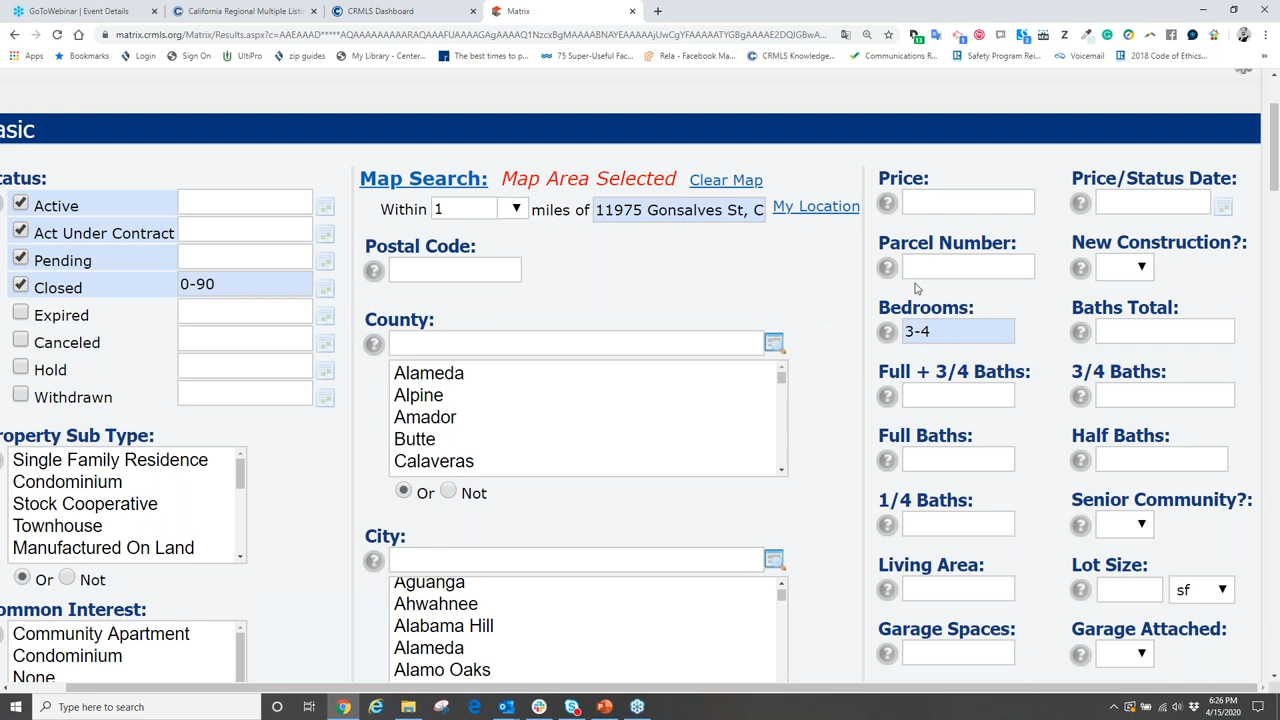 GoToWebinar | Event Details
California Regional Multiple Listi
CRMLS Dashboard
Matrix
matrix.crmls.org/Matrix/Results.aspx?c=AAEAAAD*****AQAAAAAAAAARAQAAAFUAAAAGAgAAAAQ1NzcxBgMAAAABNAYEAAAAAjUwCgYFAAAAATYGBgAAAAE2DQIGBwA...
Apps
Bookmarks
Login
Sign On
UltiPro
zip guides
My Library - Center...
The best times to p...
75 Super-Useful Fac...
Rela - Facebook Ma...
CRMLS Knowledge...
Communications R...
Safety Program Rei...
Voicemail
2018 Code of Ethics...
asic
tatus:
Active
Act Under Contract
Pending
Closed
0-90
Expired
Canceled
Hold
Withdrawn
roperty Sub Type:
Single Family Residence
Condominium
Stock Cooperative
Townhouse
Manufactured On Land
Or Not
ommon Interest:
Community Apartment
Condominium
None
Map Search: Map Area Selected Clear Map
Within 1 miles of 11975 Gonsalves St, C My Location
Postal Code:
County:
Alameda
Alpine
Amador
Butte
Calaveras
Or Not
City:
Aguanga
Ahwahnee
Alabama Hill
Alameda
Alamo Oaks
Price:
Price/Status Date:
Parcel Number:
New Construction?:
Bedrooms:
3-4
Baths Total:
Full + 3/4 Baths:
3/4 Baths:
Full Baths:
Half Baths:
1/4 Baths:
Senior Community?:
Living Area:
Lot Size:
sf
Garage Spaces:
Garage Attached:
Type here to search
6:26 PM
4/15/2020